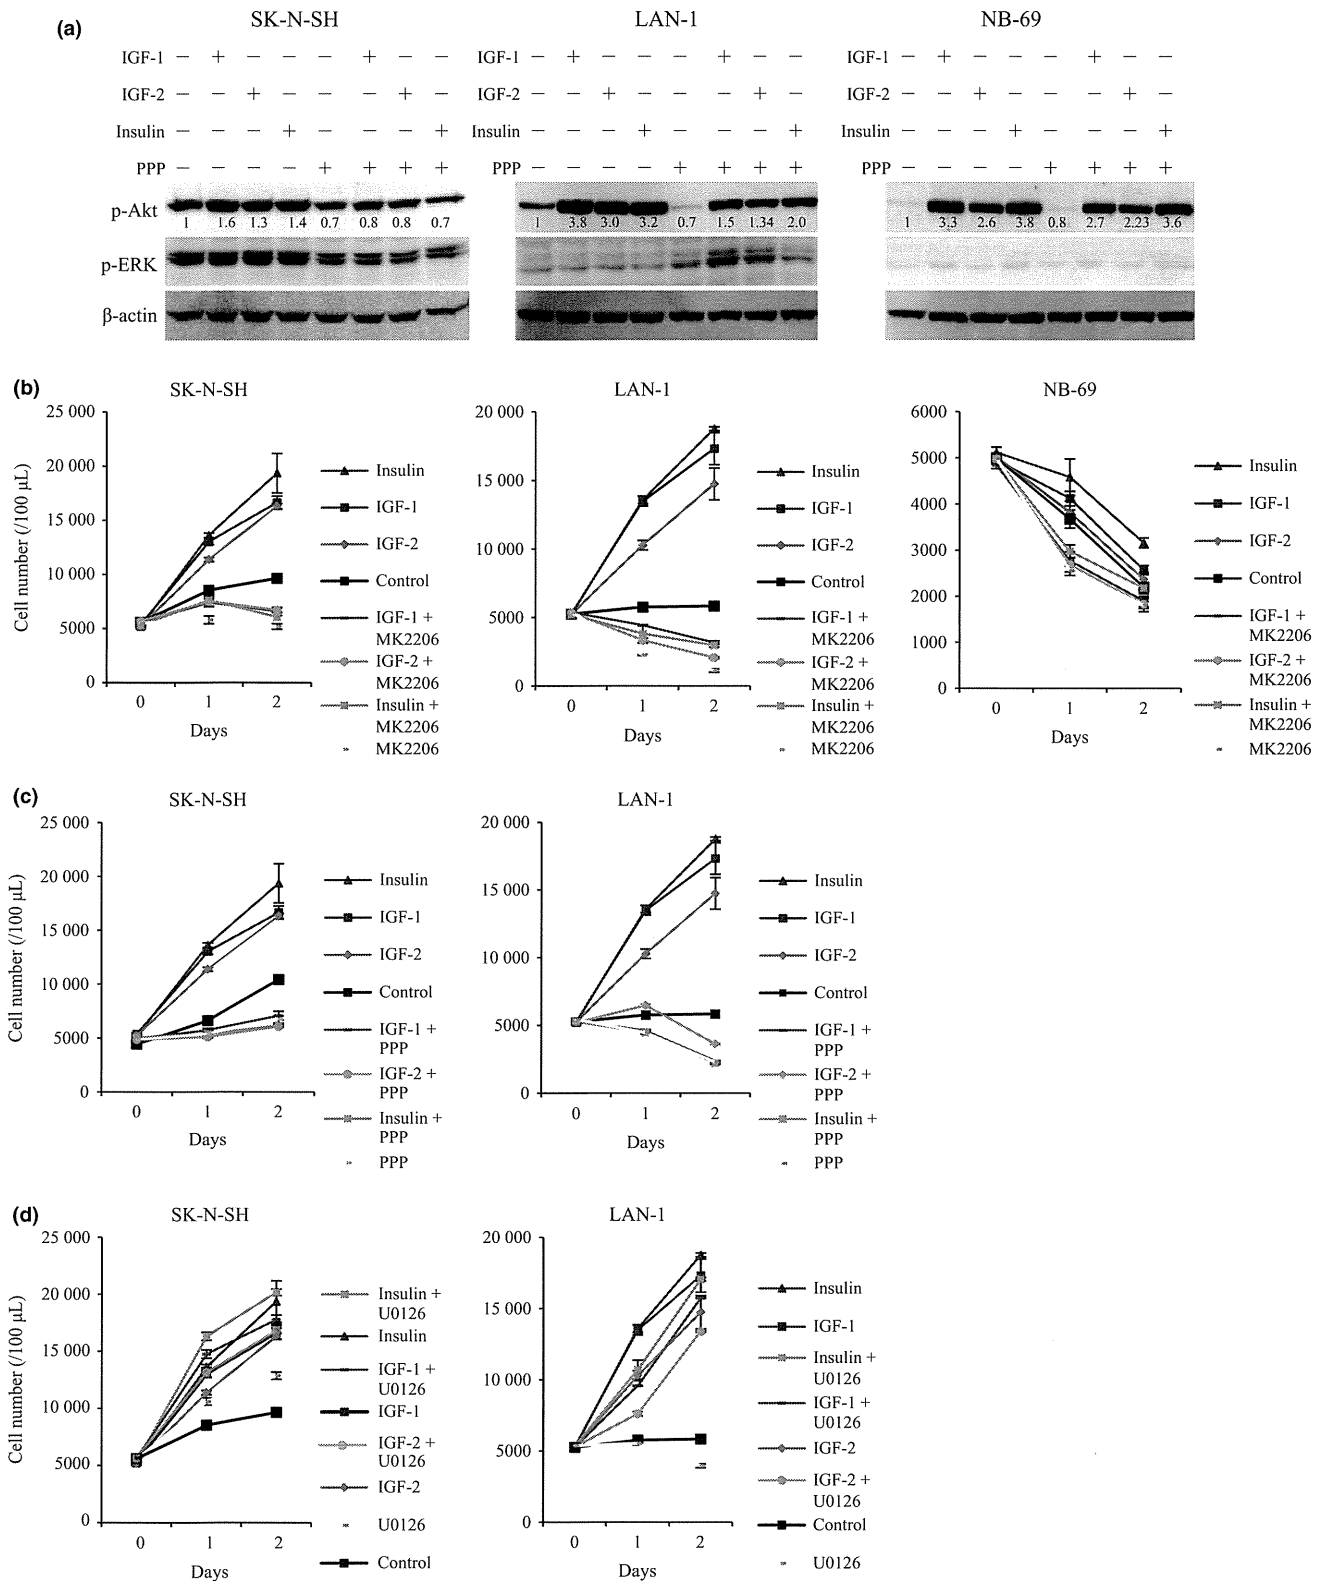 (a)
SK-N-SH
LAN-1
NB-69
IGF-1 − + − − − + − −
IGF-1 − + − − − + − −
IGF-1 − + − − − + − −
IGF-2 − − + − − − + −
IGF-2 − − + − − − + −
IGF-2 − − + − − − + −
Insulin − − − + − − − +
Insulin − − − + − − − +
Insulin − − − + − − − +
PPP − − − − + + + +
PPP − − − − + + + +
PPP − − − − + + + +
p-Akt
1 1.6 1.3 1.4 0.7 0.8 0.8 0.7
1 3.8 3.0 3.2 0.7 1.5 1.34 2.0
1 3.3 2.6 3.8 0.8 2.7 2.23 3.6
p-ERK
β-actin
(b)
SK-N-SH
Cell number (/100 µL)
25 000
20 000
15 000
10 000
5000
0
0 1 2
Days
Insulin
IGF-1
IGF-2
Control
IGF-1 +
MK2206
IGF-2 +
MK2206
Insulin +
MK2206
MK2206
LAN-1
20 000
15 000
10 000
5000
0
0 1 2
Days
Insulin
IGF-1
IGF-2
Control
IGF-1 +
MK2206
IGF-2 +
MK2206
Insulin +
MK2206
MK2206
NB-69
6000
5000
4000
3000
2000
1000
0
0 1 2
Days
Insulin
IGF-1
IGF-2
Control
IGF-1 +
MK2206
IGF-2 +
MK2206
Insulin +
MK2206
MK2206
(c)
SK-N-SH
Cell number (/100 µL)
25 000
20 000
15 000
10 000
5000
0
0 1 2
Days
Insulin
IGF-1
IGF-2
Control
IGF-1 +
PPP
IGF-2 +
PPP
Insulin +
PPP
PPP
LAN-1
20 000
15 000
10 000
5000
0
0 1 2
Days
Insulin
IGF-1
IGF-2
Control
IGF-1 +
PPP
IGF-2 +
PPP
Insulin +
PPP
PPP
(d)
SK-N-SH
Cell number (/100 µL)
25 000
20 000
15 000
10 000
5000
0
0 1 2
Days
Insulin +
U0126
Insulin
IGF-1 +
U0126
IGF-1
IGF-2 +
U0126
IGF-2
U0126
Control
LAN-1
20 000
15 000
10 000
5000
0
0 1 2
Days
Insulin
IGF-1
Insulin +
U0126
IGF-1 +
U0126
IGF-2
IGF-2 +
U0126
Control
U0126